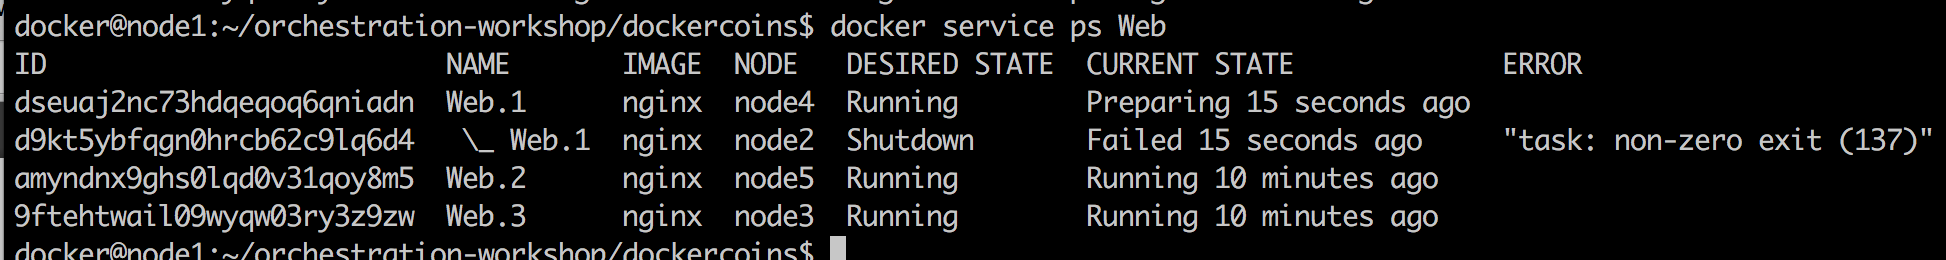 docker@node1:~/orchestration-workshop/dockercoins$ docker service ps Web
ID NAME IMAGE NODE DESIRED STATE CURRENT STATE ERROR
dseuaj2nc73hdqeqoq6qniadn Web.1 nginx node4 Running Preparing 15 seconds ago
d9kt5ybfqgn0hrcb62c9lq6d4 \_ Web.1 nginx node2 Shutdown Failed 15 seconds ago "task: non-zero exit (137)"
amyndnx9ghs0lqd0v31qoy8m5 Web.2 nginx node5 Running Running 10 minutes ago
9ftehtwail09wyqw03ry3z9zw Web.3 nginx node3 Running Running 10 minutes ago
docker@node1:~/orchestration-workshop/dockercoins$